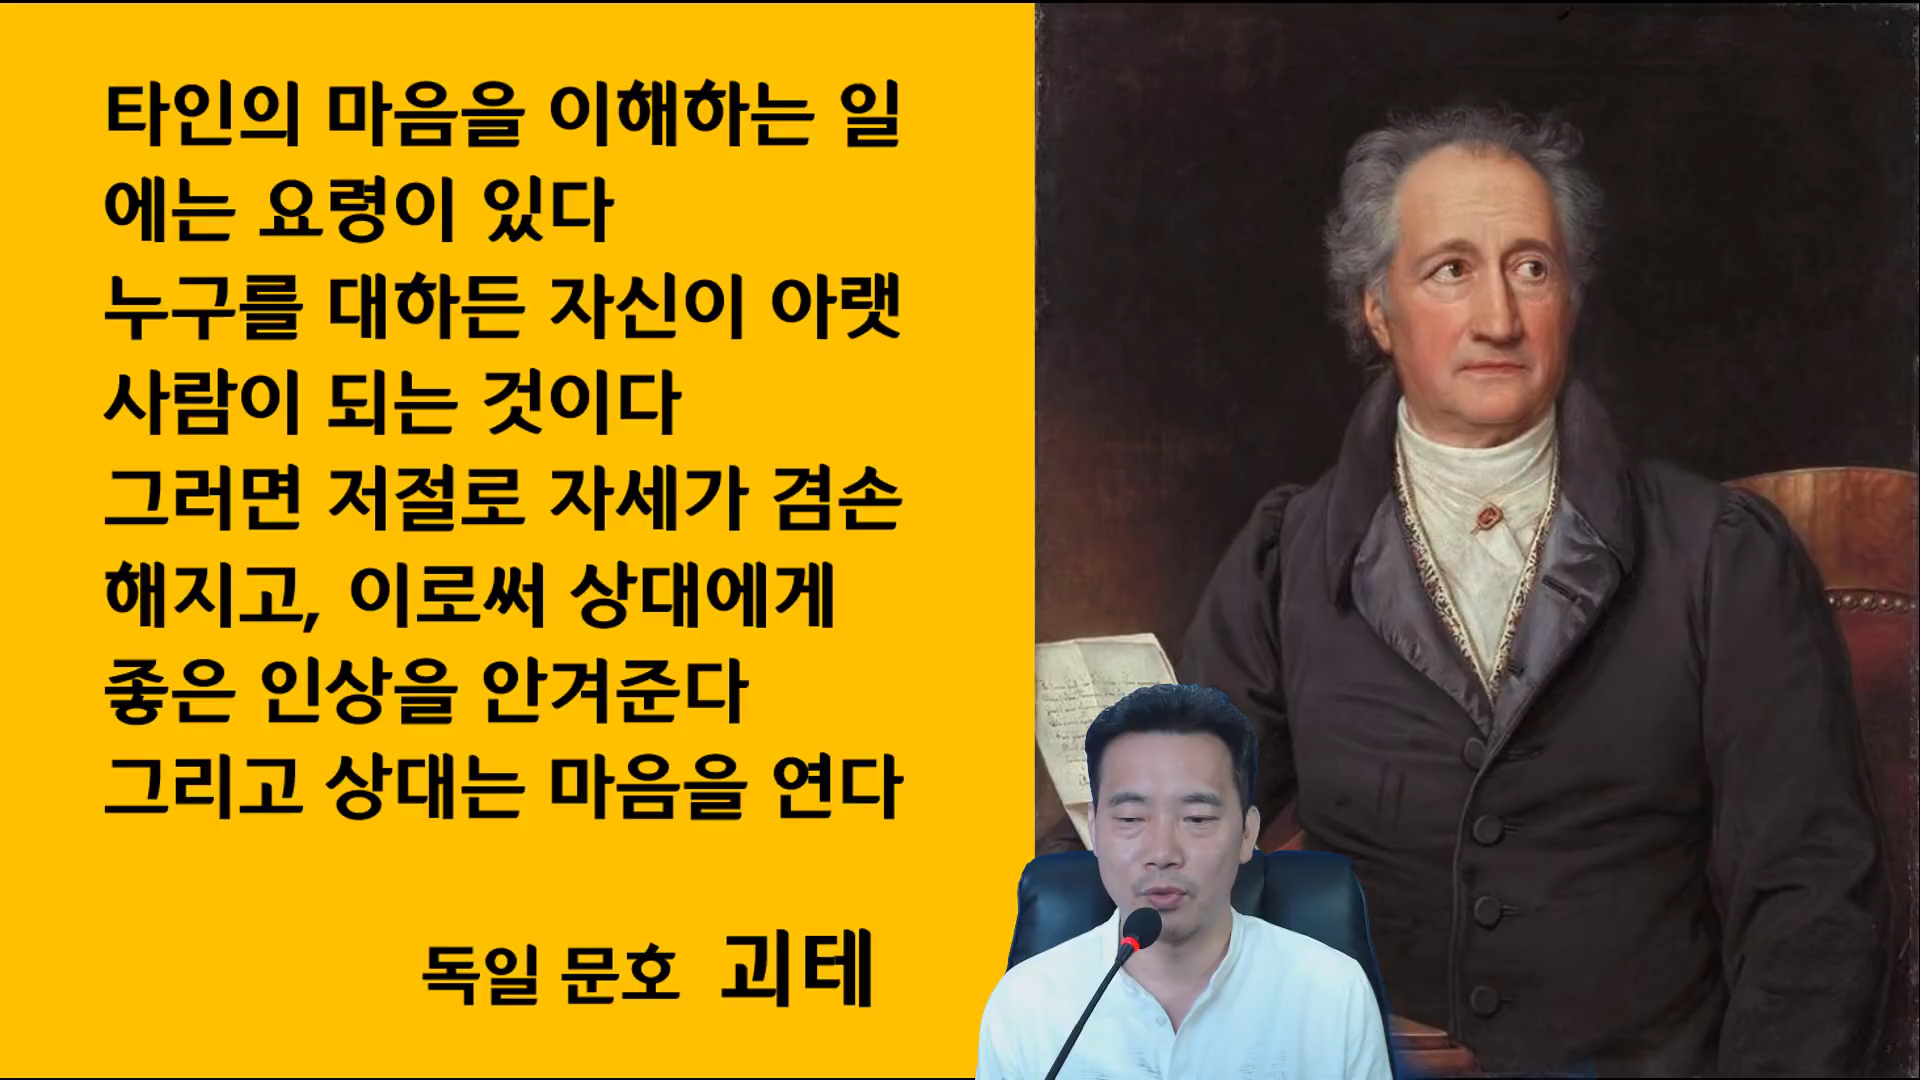 타인의 마음을 이해하는 일
에는 요령이 있다
누구를 대하든 자신이 아랫
사람이 되는 것이다
그러면 저절로 자세가 겸손
해지고, 이로써 상대에게
좋은 인상을 안겨준다
그리고 상대는 마음을 연다
독일 문호 괴테